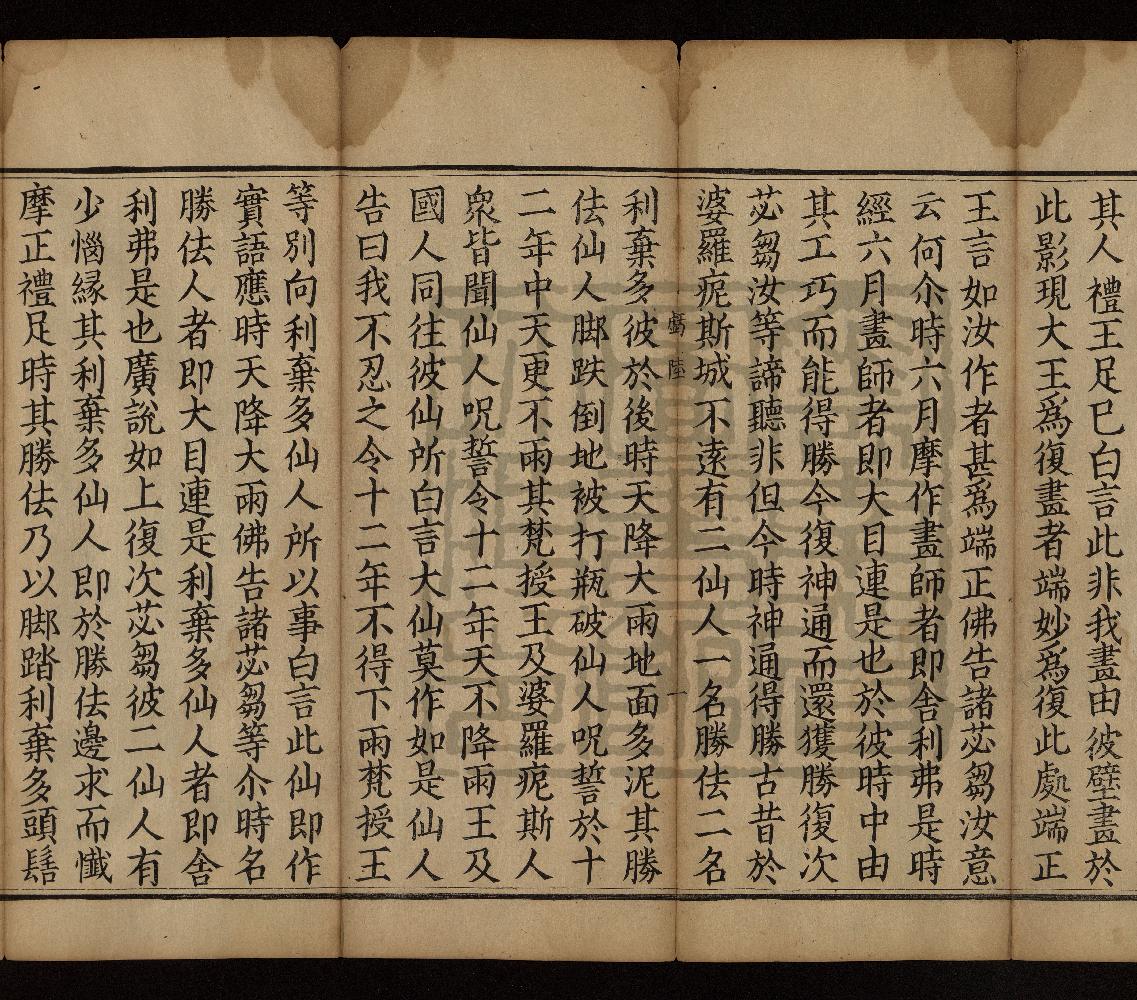 其人禮王足已白言此非我畫由彼壁畫於
此影現大王爲復畫者端妙爲復此處端正
王言如汝作者甚爲端正佛告諸苾芻汝意
云何尒時六月摩作畫師者即舍利弗是時
經六月畫師者即大目連是也於彼時中由
其工巧而能得勝今復神通而還獲勝復次
苾芻汝等諦聽非但今時神通得勝古昔於
婆羅痆斯城不遠有二仙人一名勝佉二名
傷 陸 一
利棄多彼於後時天降大雨地面多泥其勝
佉仙人脚跌倒地被打瓶破仙人呪誓於十
二年中天更不雨其梵授王及婆羅痆斯人
衆皆聞仙人呪誓令十二年天不降雨王及
國人同往彼仙所白言大仙莫作如是仙人
告曰我不忍之令十二年不得下雨梵授王
等別向利棄多仙人所以事白言此仙即作
實語應時天降大雨佛告諸苾芻等尒時名
勝佉人者即大目連是利棄多仙人者即舍
利弗是也廣說如上復次苾芻彼二仙人有
少惱緣其利棄多仙人即於勝佉邊求而懺
摩正禮足時其勝佉乃以脚踏利棄多頭髻